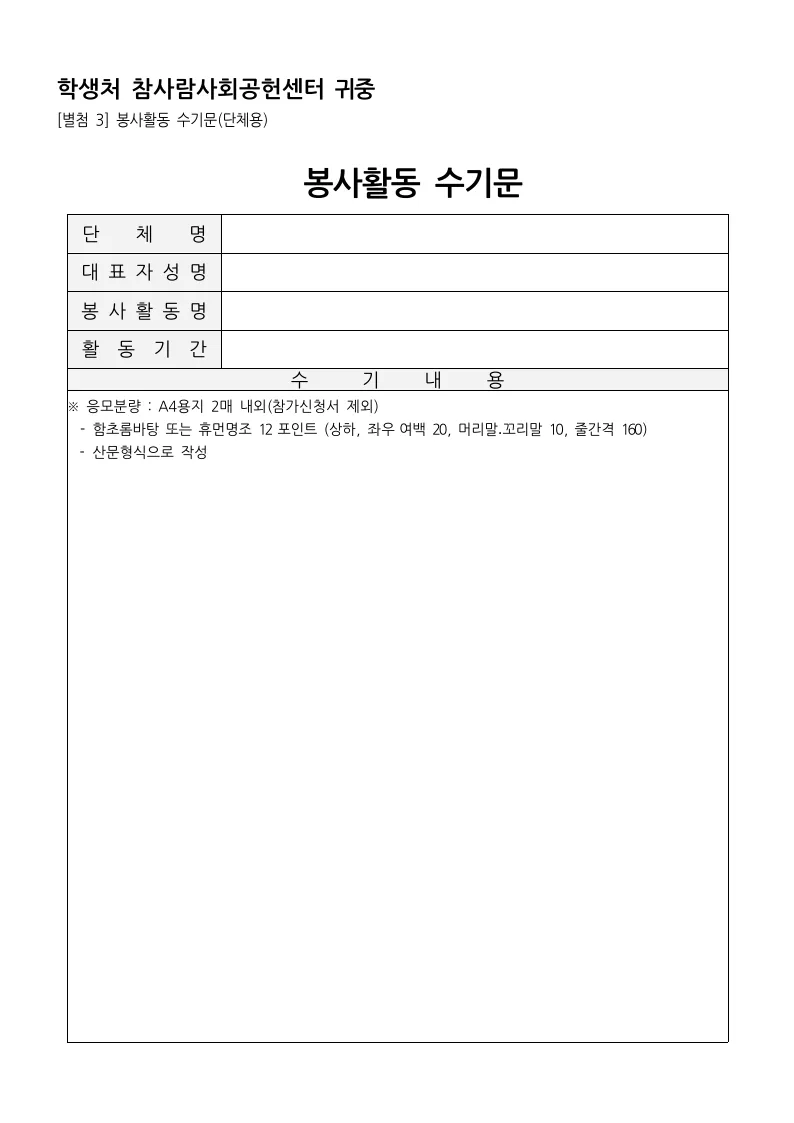 학생처 참사람사회공헌센터 귀중
[별첨 3] 봉사활동 수기문(단체용)
봉사활동 수기문
단 체 명
대 표 자 성 명
봉 사 활 동 명
활 동 기 간
수 기 내 용
※ 응모분량 : A4용지 2매 내외(참가신청서 제외)
- 함초롬바탕 또는 휴먼명조 12 포인트 (상하, 좌우 여백 20, 머리말.꼬리말 10, 줄간격 160)
- 산문형식으로 작성